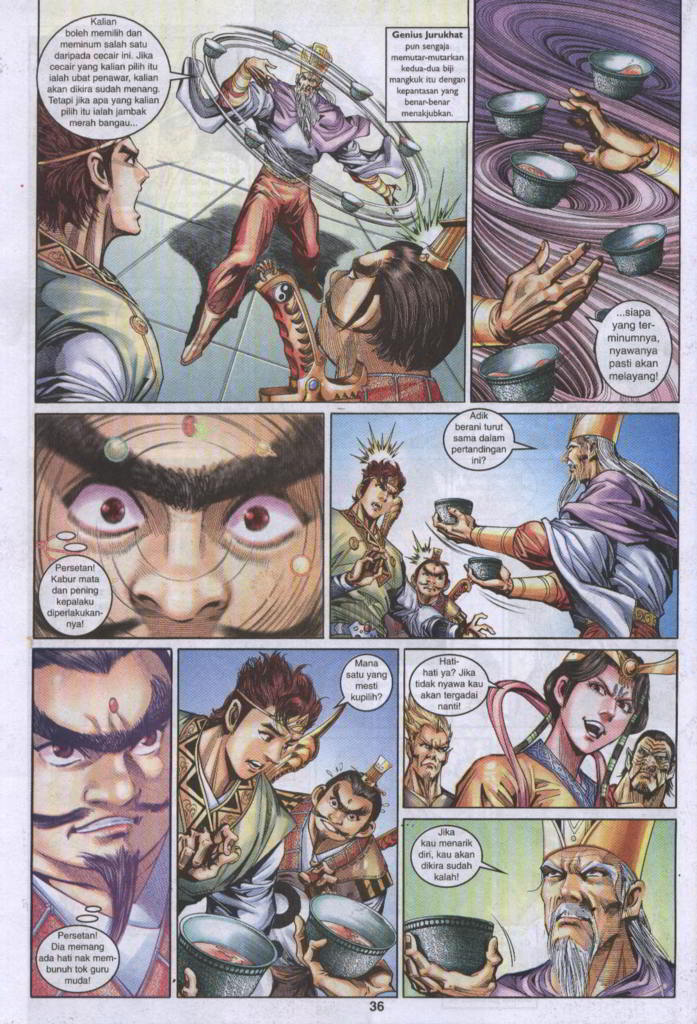 Kalian
boleh memilih dan
meminum salah satu
daripada cecair ini. Jika
cecair yang kalian pilih itu
ialah ubat penawar, kalian
akan dikira sudah menang.
Tetapi jika apa yang kalian
pilih itu ialah jambak
merah bangau...
Genius Jurukhat
pun sengaja
memutar-mutarkan
kedua-dua biji
mangkuk itu dengan
kepantasan yang
benar-benar
menakjubkan.
...siapa
yang ter-
minumnya,
nyawanya
pasti akan
melayang!
Persetan!
Kabur mata
dan pening
kepalaku
diperlakukan-
nya!
Adik
berani turut
sama dalam
pertandingan
ini?
Persetan!
Dia memang
ada hati nak mem-
bunuh tok guru
muda!
Mana
satu yang
mesti
kupilih?
Hati-
hati ya? Jika
tidak nyawa kau
akan tergadai
nanti!
Jika
kau menarik
diri, kau akan
dikira sudah
kalah!
36